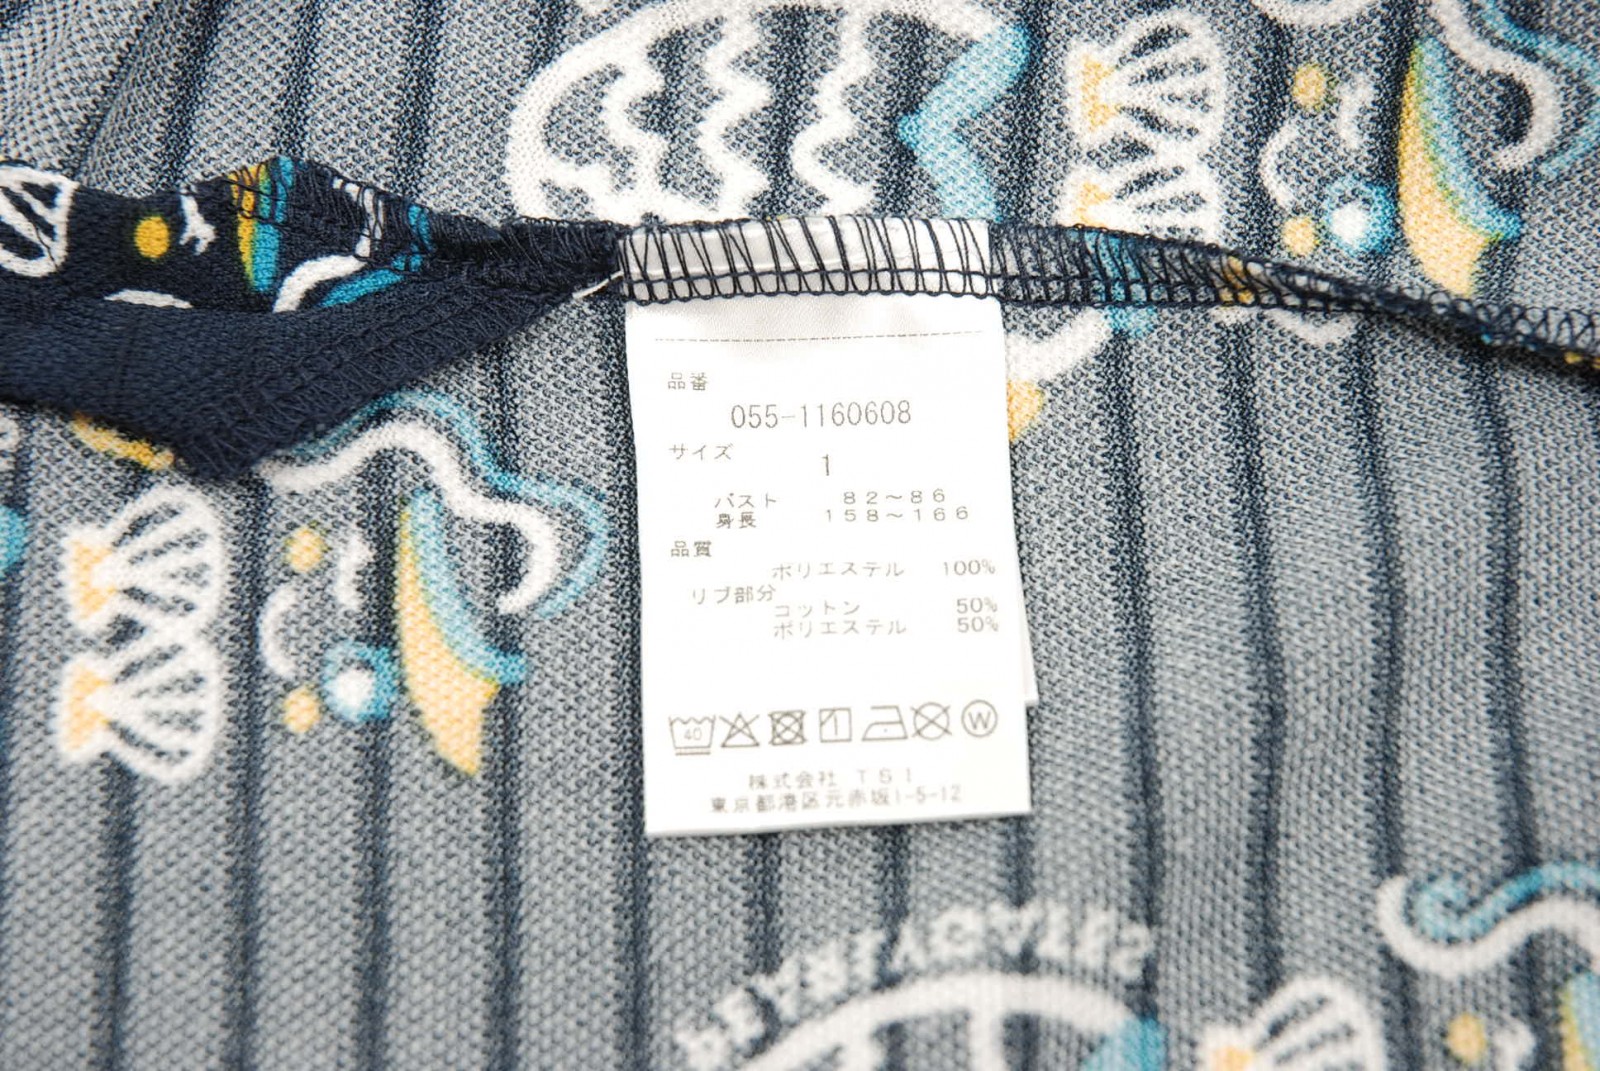 品番
055-1160608
サイズ
1
バスト 82〜86
身長 158〜166
品質
ポリエステル 100%
リブ部分
コットン 50%
ポリエステル 50%
40
1
W
株式会社 TSI
東京都港区元赤坂1-5-12